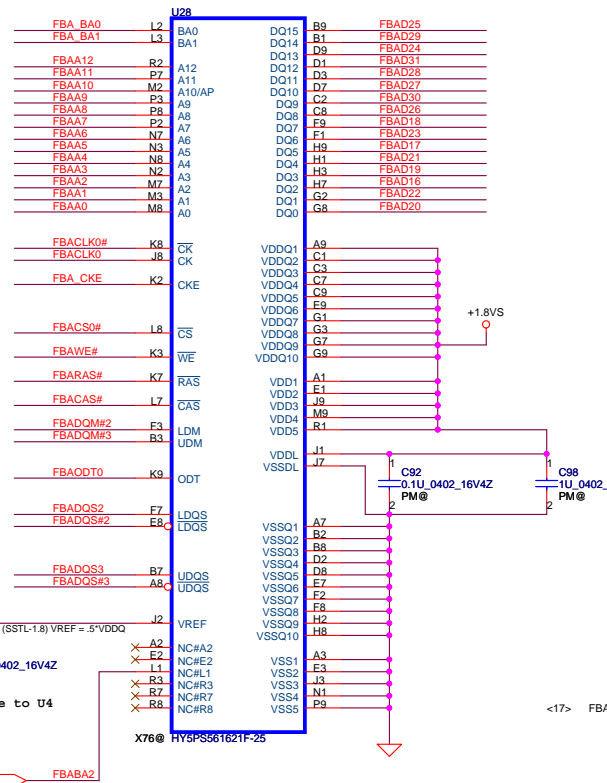 U28
FBA_BA0 L2 BA0 DQ15 B9 FBAD25
FBA_BA1 L3 BA1 DQ14 B1 FBAD29
DQ13 D9 FBAD24
FBAA12 R2 A12 DQ12 D1 FBAD31
FBAA11 P7 A11 DQ11 D3 FBAD28
FBAA10 M2 A10/AP DQ10 D7 FBAD27
FBAA9 P3 A9 DQ9 C2 FBAD30
FBAA8 P8 A8 DQ8 C8 FBAD26
FBAA7 P2 A7 DQ7 F9 FBAD18
FBAA6 N7 A6 DQ6 F1 FBAD23
FBAA5 N3 A5 DQ5 H9 FBAD17
FBAA4 N8 A4 DQ4 H1 FBAD21
FBAA3 N2 A3 DQ3 H3 FBAD19
FBAA2 M7 A2 DQ2 H7 FBAD16
FBAA1 M3 A1 DQ1 G2 FBAD22
FBAA0 M8 A0 DQ0 G8 FBAD20
FBACLK0# K8 CK VDDQ1 A9
FBACLK0 J8 CK VDDQ2 C1
VDDQ3 C3
FBA_CKE K2 CKE VDDQ4 C7
VDDQ5 C9
VDDQ6 E9
VDDQ7 G1
+1.8VS
FBACS0# L8 CS VDDQ8 G3
VDDQ9 G7
FBAWE# K3 WE VDDQ10 G9
FBARAS# K7 RAS VDD1 A1
VDD2 E1
FBACAS# L7 CAS VDD3 J9
VDD4 M9
FBADQM#2 F3 LDM VDD5 R1
FBADQM#3 B3 UDM
VDDL J1
VSSDL J7
1 C92 1 C98
FBAODT0 K9 ODT 0.1U_0402_16V4Z 1U_0402_
PM@ PM@
2 2
FBADQS2 F7 LDQS
FBADQS#2 E8 LDQS VSSQ1 A7
VSSQ2 B2
VSSQ3 B8
VSSQ4 D2
FBADQS3 B7 UDQS VSSQ5 D8
FBADQS#3 A8 UDQS VSSQ6 E7
VSSQ7 F2
VSSQ8 F8
J2 VREF VSSQ9 H2
(SSTL-1.8) VREF = .5*VDDQ VSSQ10 H8
A2 NC#A2
E2 NC#E2 VSS1 A3
0402_16V4Z L1 NC#L1 VSS2 E3
R3 NC#R3 VSS3 J3
R7 NC#R7 VSS4 N1
e to U4 R8 NC#R8 VSS5 P9 <17> FBA
X76@ HY5PS561621F-25
FBABA2